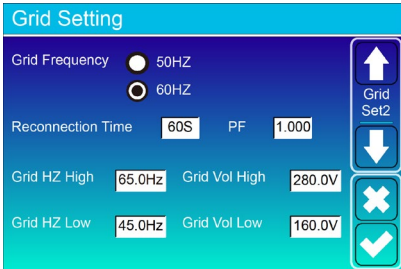 Grid Setting
Grid Frequency 50HZ
60HZ
Grid
Set2
Reconnection Time 60S PF 1.000
Grid HZ High 65.0Hz Grid Vol High 280.0V
Grid HZ Low 45.0Hz Grid Vol Low 160.0V